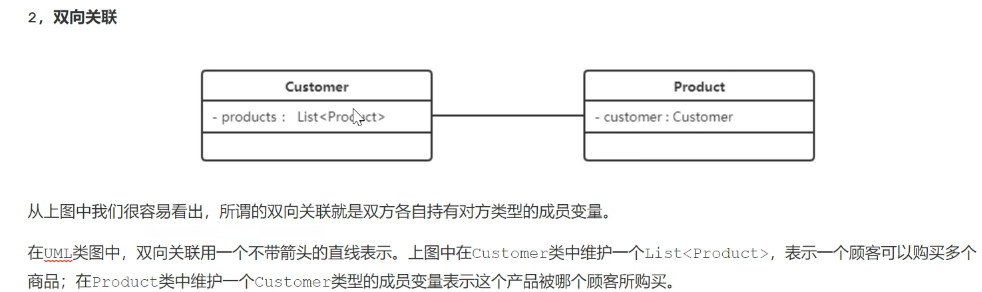 2，双向关联
Customer
- products : List<Product>
Product
- customer : Customer
从上图中我们很容易看出，所谓的双向关联就是双方各自持有对方类型的成员变量。
在UML类图中，双向关联用一个不带箭头的直线表示。上图中在Customer类中维护一个List<Product>，表示一个顾客可以购买多个
商品；在Product类中维护一个Customer类型的成员变量表示这个产品被哪个顾客所购买。